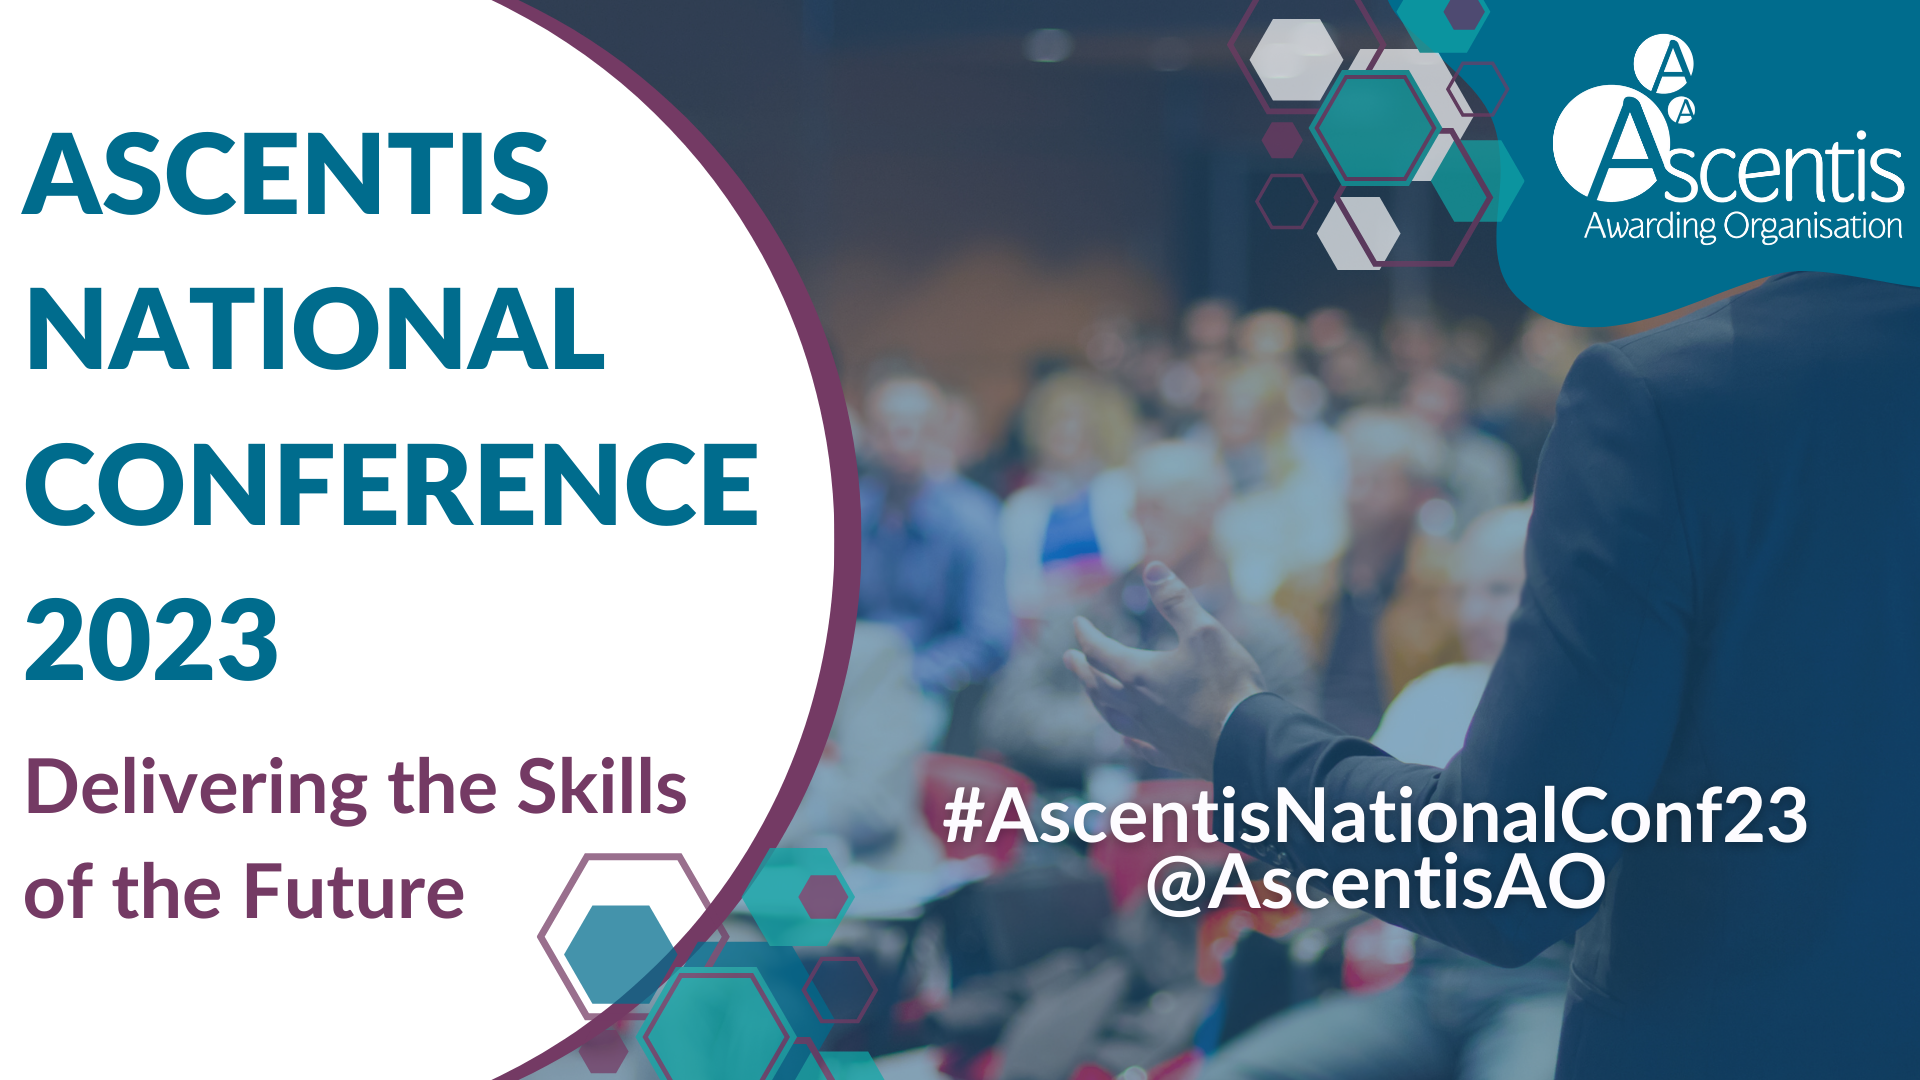 ASCENTIS
NATIONAL
CONFERENCE
2023
Delivering the Skills
of the Future
A
A
Ascentis
Awarding Organisation
#AscentisNationalConf23
@AscentisAO